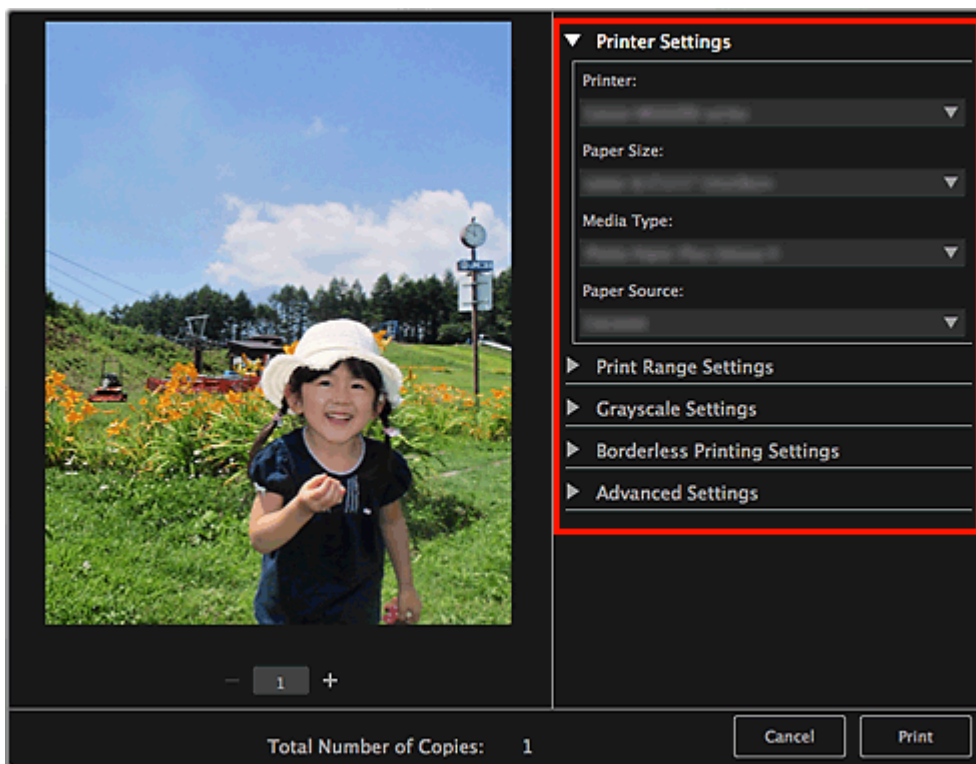 Printer Settings
Printer:
Paper Size:
Media Type:
Paper Source:
Print Range Settings
Grayscale Settings
Borderless Printing Settings
Advanced Settings
1
Total Number of Copies: 1
Cancel
Print